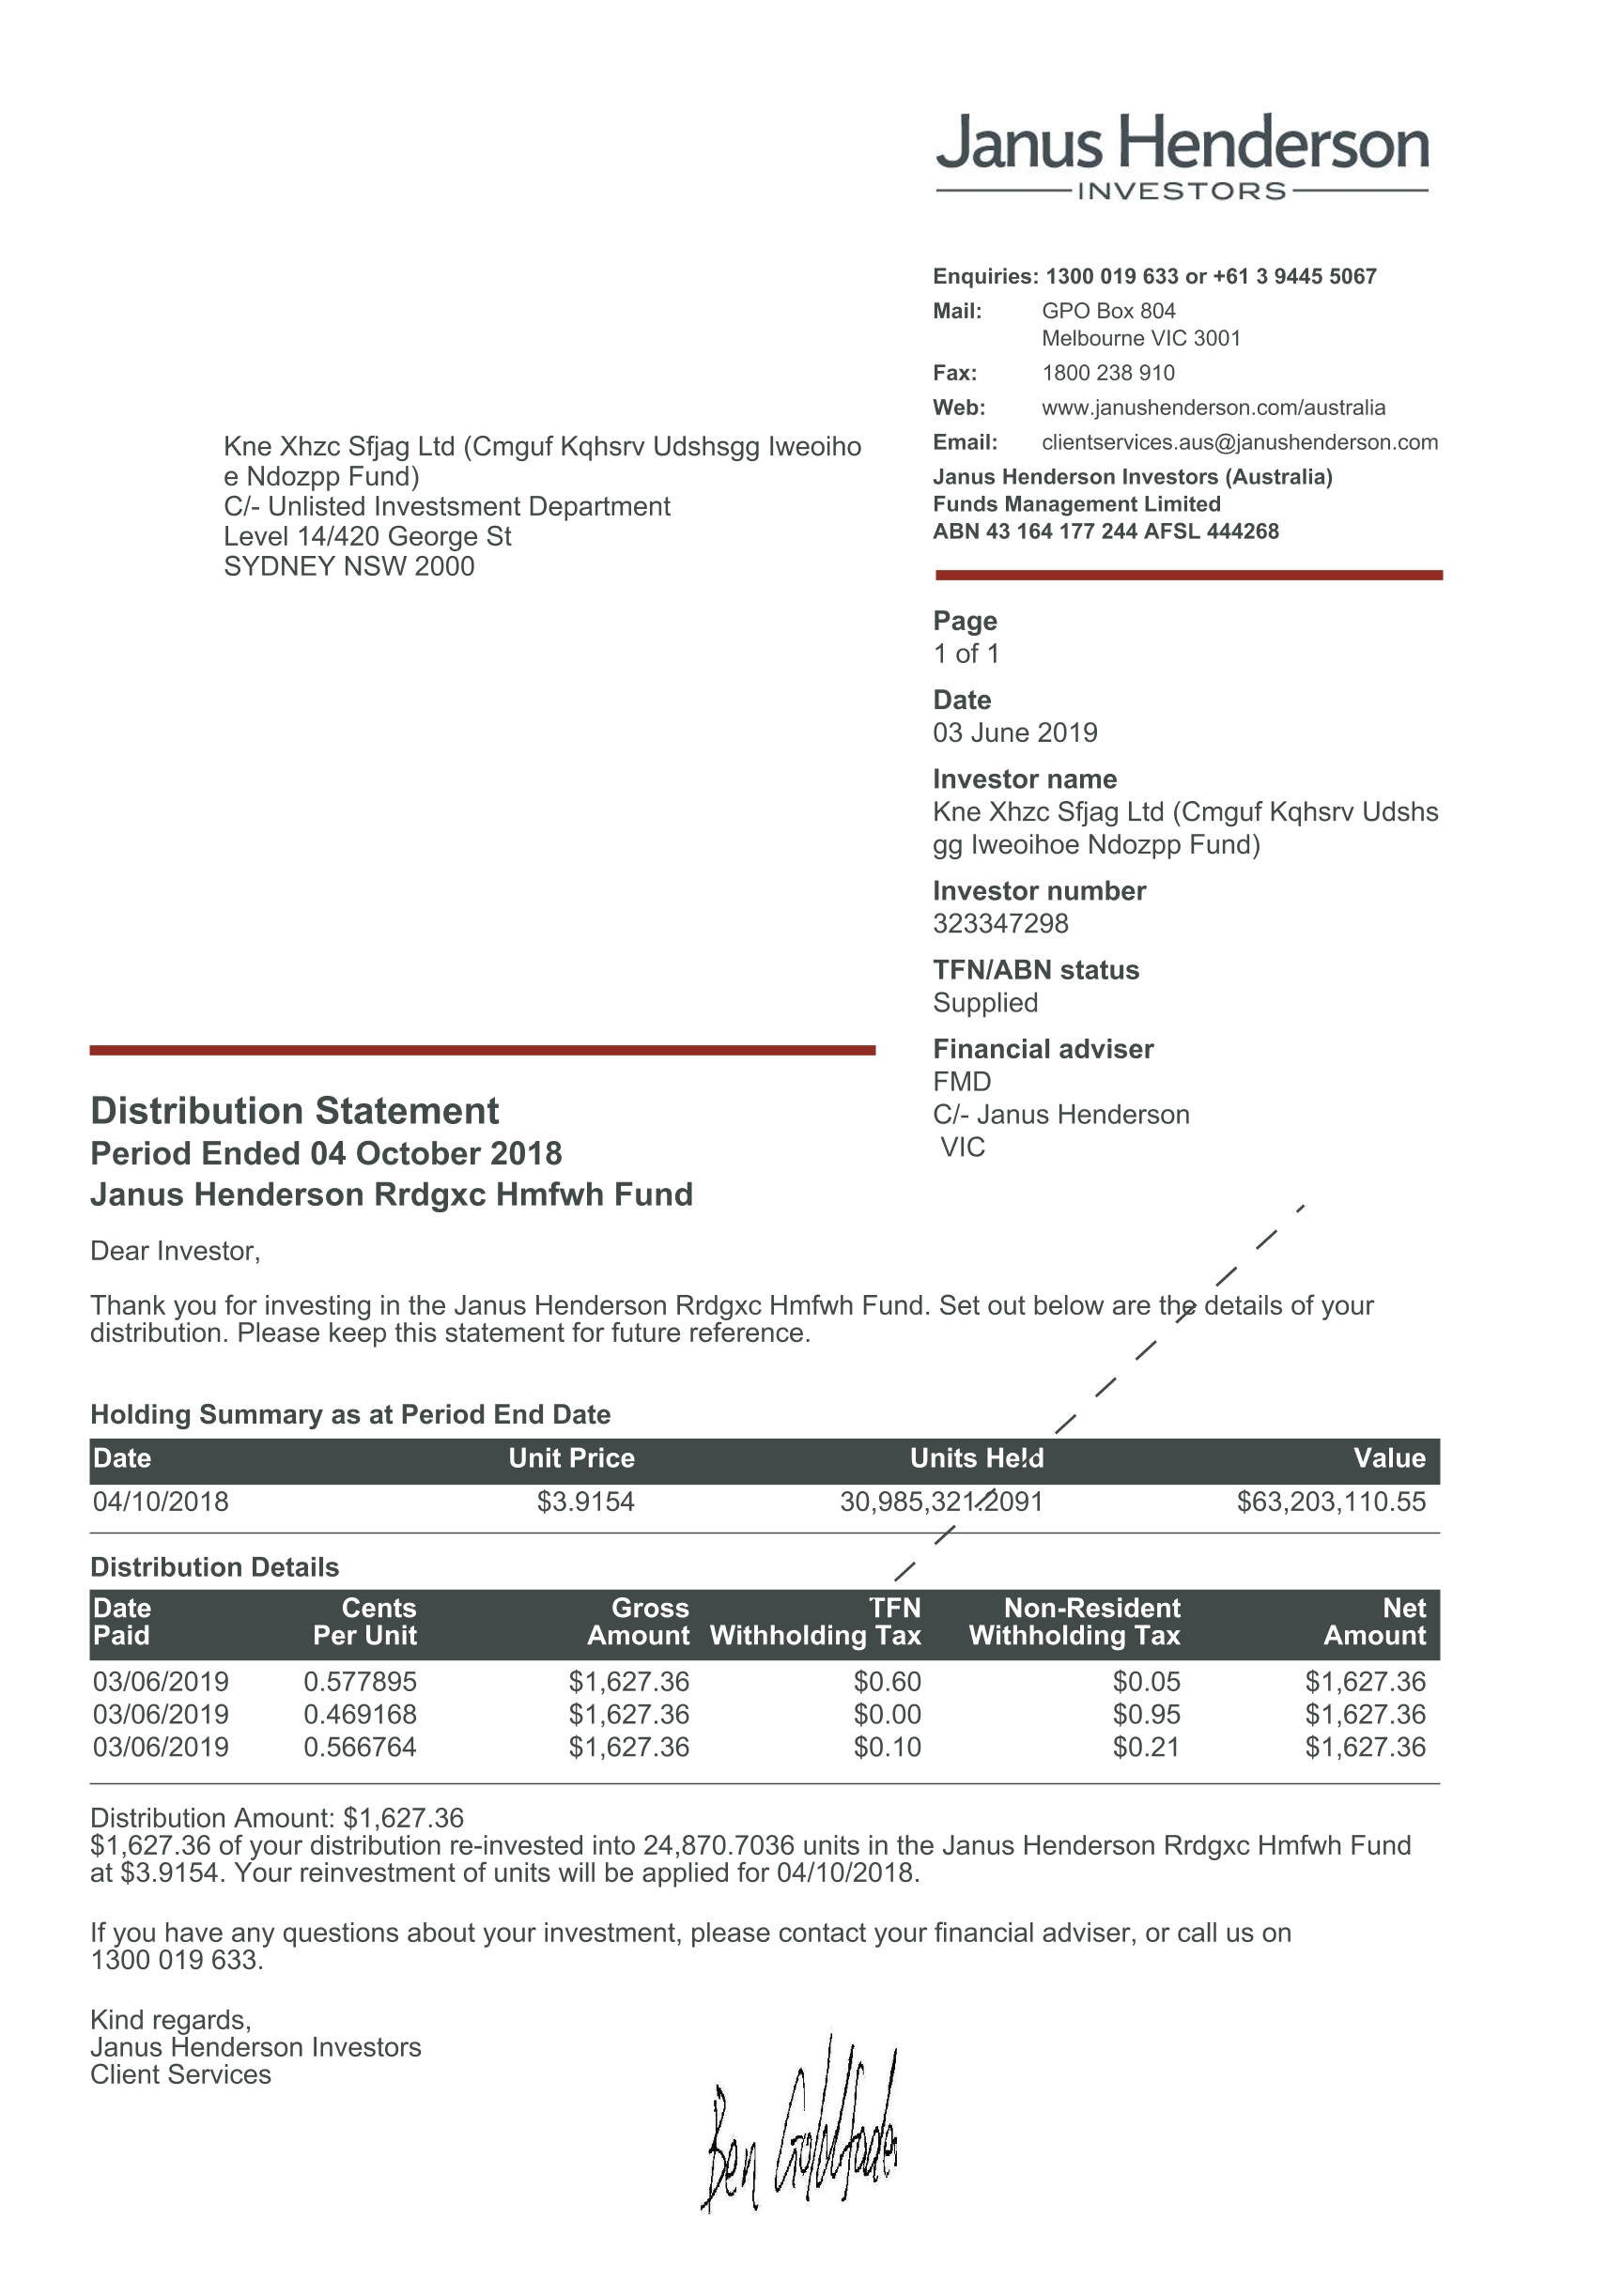 Janus Henderson
INVESTORS
Enquiries: 1300 019 633 or +61 3 9445 5067
Mail: GPO Box 804
Melbourne VIC 3001
Fax: 1800 238 910
Web: www.janushenderson.com/australia
Email: clientservices.aus@janushenderson.com
Janus Henderson Investors (Australia)
Funds Management Limited
ABN 43 164 177 244 AFSL 444268
Kne Xhzc Sfjag Ltd (Cmguf Kqhsrv Udshsgg Iweoiho
e Ndozpp Fund)
C/- Unlisted Investsment Department
Level 14/420 George St
SYDNEY NSW 2000
Page
1 of 1
Date
03 June 2019
Investor name
Kne Xhzc Sfjag Ltd (Cmguf Kqhsrv Udshs
gg Iweoihoe Ndozpp Fund)
Investor number
323347298
TFN/ABN status
Supplied
Financial adviser
FMD
C/- Janus Henderson
VIC
Distribution Statement
Period Ended 04 October 2018
Janus Henderson Rrdgxc Hmfwh Fund
Dear Investor,
Thank you for investing in the Janus Henderson Rrdgxc Hmfwh Fund. Set out below are the details of your
distribution. Please keep this statement for future reference.
Holding Summary as at Period End Date
Date Unit Price Units Held Value
04/10/2018 $3.9154 30,985,321.2091 $63,203,110.55
Distribution Details
Date Cents Gross TFN Non-Resident Net
Paid Per Unit Amount Withholding Tax Withholding Tax Amount
03/06/2019 0.577895 $1,627.36 $0.60 $0.05 $1,627.36
03/06/2019 0.469168 $1,627.36 $0.00 $0.95 $1,627.36
03/06/2019 0.566764 $1,627.36 $0.10 $0.21 $1,627.36
Distribution Amount: $1,627.36
$1,627.36 of your distribution re-invested into 24,870.7036 units in the Janus Henderson Rrdgxc Hmfwh Fund
at $3.9154. Your reinvestment of units will be applied for 04/10/2018.
If you have any questions about your investment, please contact your financial adviser, or call us on
1300 019 633.
Kind regards,
Janus Henderson Investors
Client Services
Ben